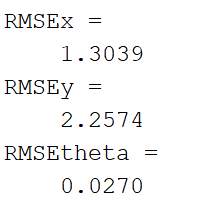 RMSEx =
1.3039
RMSEy =
2.2574
RMSEtheta =
0.0270